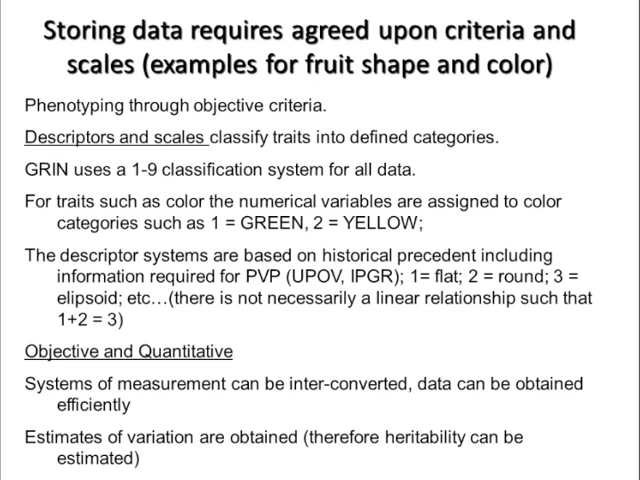 Storing data requires agreed upon criteria and
scales (examples for fruit shape and color)
Phenotyping through objective criteria.
Descriptors and scales classify traits into defined categories.
GRIN uses a 1-9 classification system for all data.
For traits such as color the numerical variables are assigned to color
categories such as 1 = GREEN, 2 = YELLOW;
The descriptor systems are based on historical precedent including
information required for PVP (UPOV, IPGR); 1= flat; 2 = round; 3 =
elipsoid; etc…(there is not necessarily a linear relationship such that
1+2 = 3)
Objective and Quantitative
Systems of measurement can be inter-converted, data can be obtained
efficiently
Estimates of variation are obtained (therefore heritability can be
estimated)